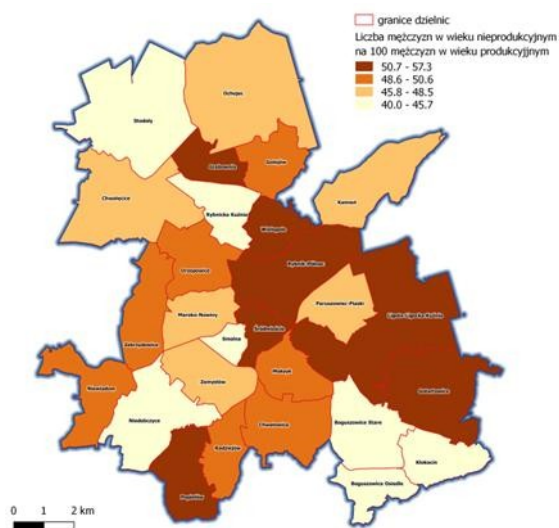 granice dzielnic
Liczba mężczyzn w wieku nieprodukcyjnym
na 100 mężczyzn w wieku produkcyjjnym
50.7 - 57.3
48.6 - 50.6
45.8 - 48.5
40.0 - 45.7
Ochojec
Stodoły
Grabownia
Golejów
Chwałęcice
Rybnicka Kuźnia
Kamień
Wielopole
Orzepowice
Rybnik-Północ
Paruszowiec-Piaski
Ligota-Ligocka Kuźnia
Maroko-Nowiny
Śródmieście
Zebrzydowice
Smolna
Meksyk
Zamysłów
Gotartowice
Niewiadom
Niedobczyce
Chwałowice
Boguszowice Stare
Radziejów
Kłokocin
Popielów
Boguszowice Osiedle
0 1 2 km